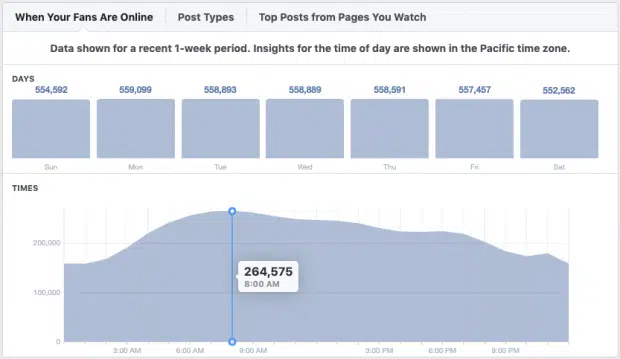 When Your Fans Are Online Post Types Top Posts from Pages You Watch
Data shown for a recent 1-week period. Insights for the time of day are shown in the Pacific time zone.
DAYS
554,592 559,099 558,893 558,889 558,591 557,457 552,562
Sun Mon Tue Wed Thu Fri Sat
TIMES
200,000
264,575
8:00 AM
100,000
0
3:00 AM 6:00 AM 9:00 AM 3:00 PM 6:00 PM 9:00 PM